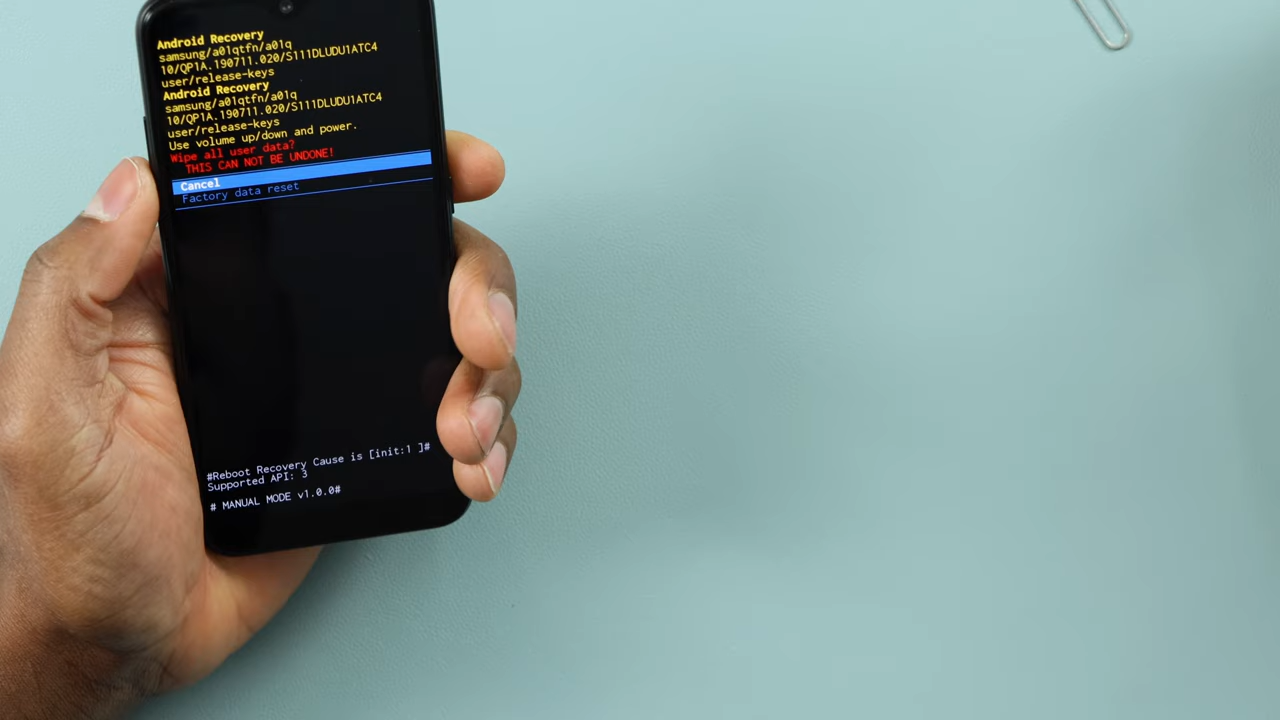 Android Recovery
samsung/a01qtfn/a01q
10/QP1A.190711.020/S111DLUDU1ATC4
user/release-keys
Android Recovery
samsung/a01qtfn/a01q
10/QP1A.190711.020/S111DLUDU1ATC4
user/release-keys
Use volume up/down and power.
Wipe all user data?
THIS CAN NOT BE UNDONE!
Cancel
Factory data reset
#Reboot Recovery Cause is [init:1 ]#
Supported API: 3
# MANUAL MODE v1.0.0#